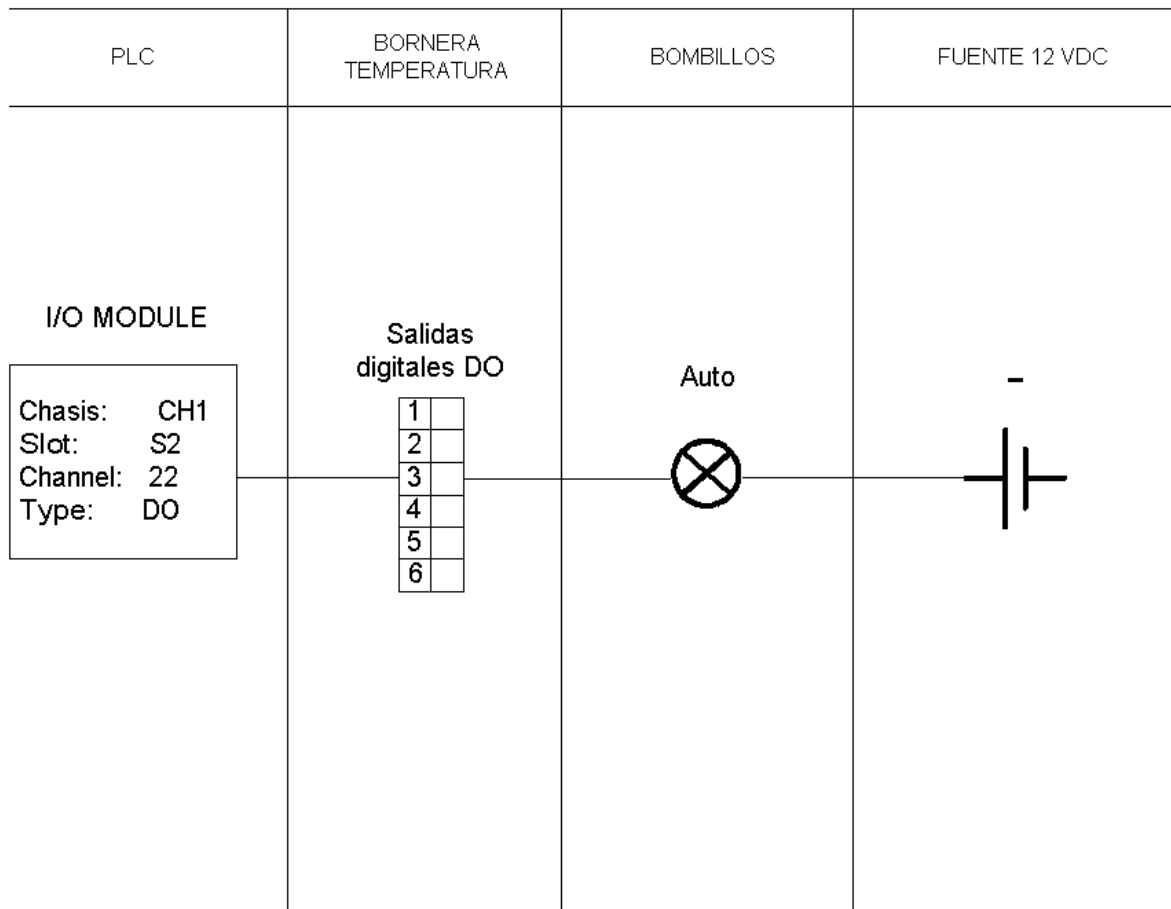 PLC
BORNERA
TEMPERATURA
BOMBILLOS
FUENTE 12 VDC
I/O MODULE
Chasis: CH1
Slot: S2
Channel: 22
Type: DO
Salidas
digitales DO
1
2
3
4
5
6
Auto
-